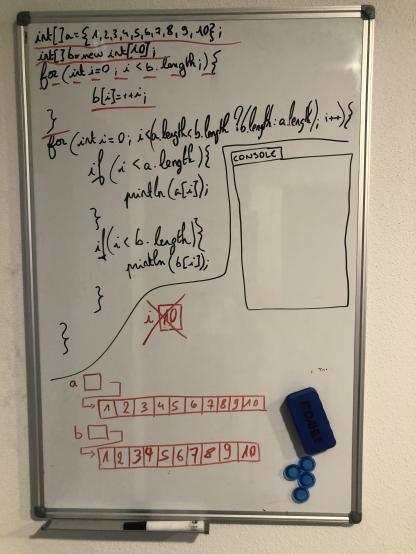 int[] a={1,2,3,4,5,6,7,8,9,10};
int[] b=new int[10];
for (int i=0; i<b.length;){
b[i]=++i;
}
for (int i=0; i<(a.length<b.length ? b.length: a.length); i++){
if (i<a.length){
println (a[i]);
}
if (i<b.length){
println (b[i]);
}
}
CONSOLE
i 10
a
1 2 3 4 5 6 7 8 9 10
b
1 2 3 4 5 6 7 8 9 10